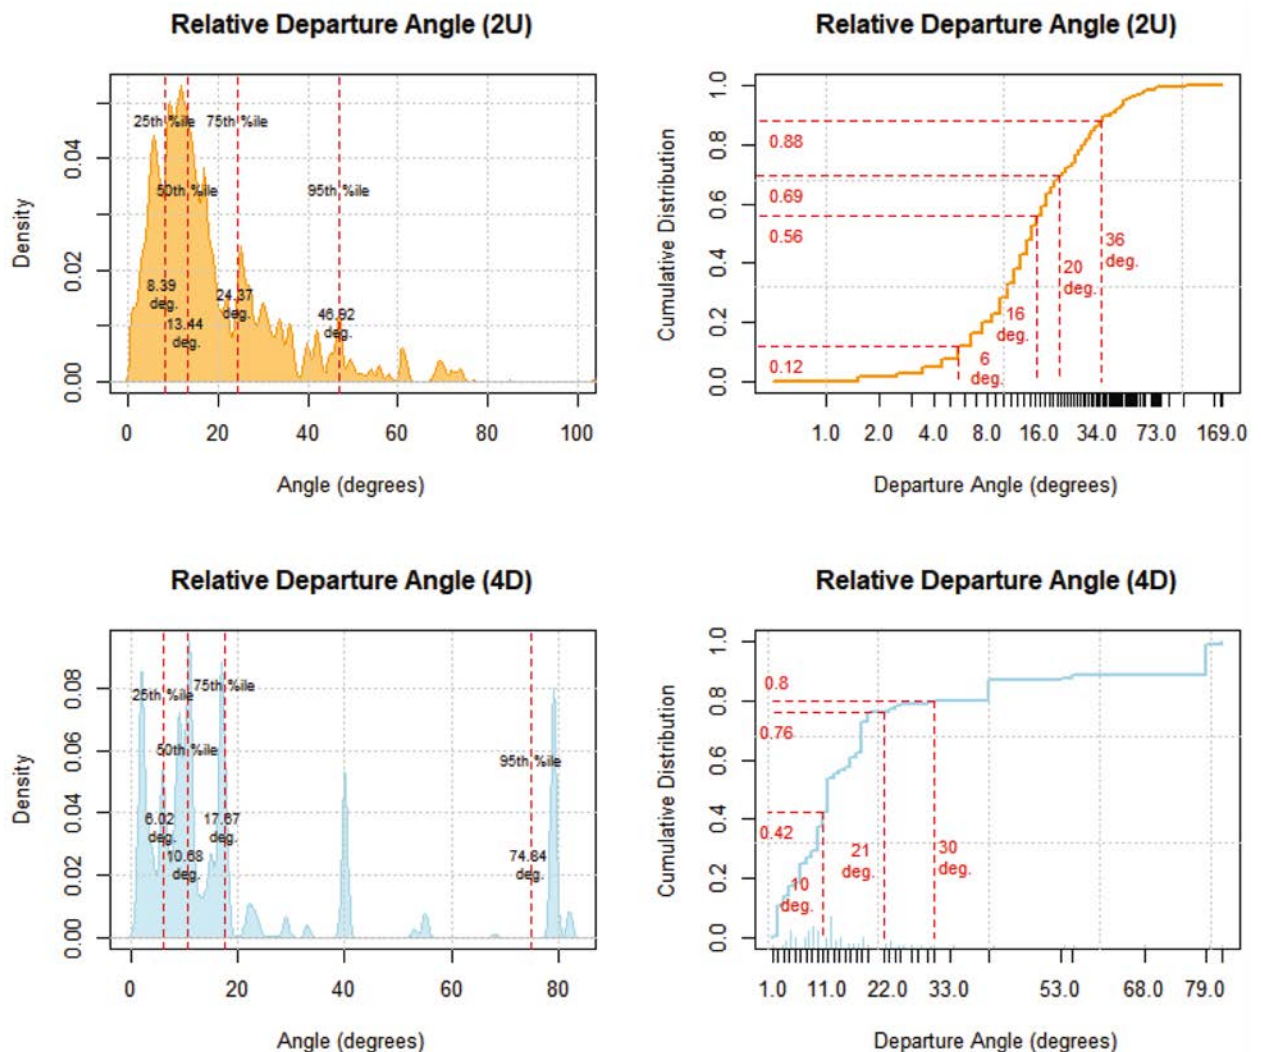 Relative Departure Angle (2U)
Density
0.00
0.02
0.04
25th %ile
75th %ile
50th %ile
95th %ile
8.39
deg.
13.44
deg.
24.37
deg.
46.92
deg.
0 20 40 60 80 100
Angle (degrees)
Relative Departure Angle (2U)
Cumulative Distribution
0.0
0.2
0.4
0.6
0.8
1.0
0.88
0.69
0.56
0.12
36
deg.
20
deg.
16
deg.
6
deg.
1.0 2.0 4.0 8.0 16.0 34.0 73.0 169.0
Departure Angle (degrees)
Relative Departure Angle (4D)
Density
0.00
0.02
0.04
0.06
0.08
25th %ile
75th %ile
50th %ile
95th %ile
6.02
deg.
10.68
deg.
17.67
deg.
74.64
deg.
0 20 40 60 80
Angle (degrees)
Relative Departure Angle (4D)
Cumulative Distribution
0.0
0.2
0.4
0.6
0.8
1.0
0.8
0.76
0.42
10
deg.
21
deg.
30
deg.
1.0 11.0 22.0 33.0 53.0 68.0 79.0
Departure Angle (degrees)